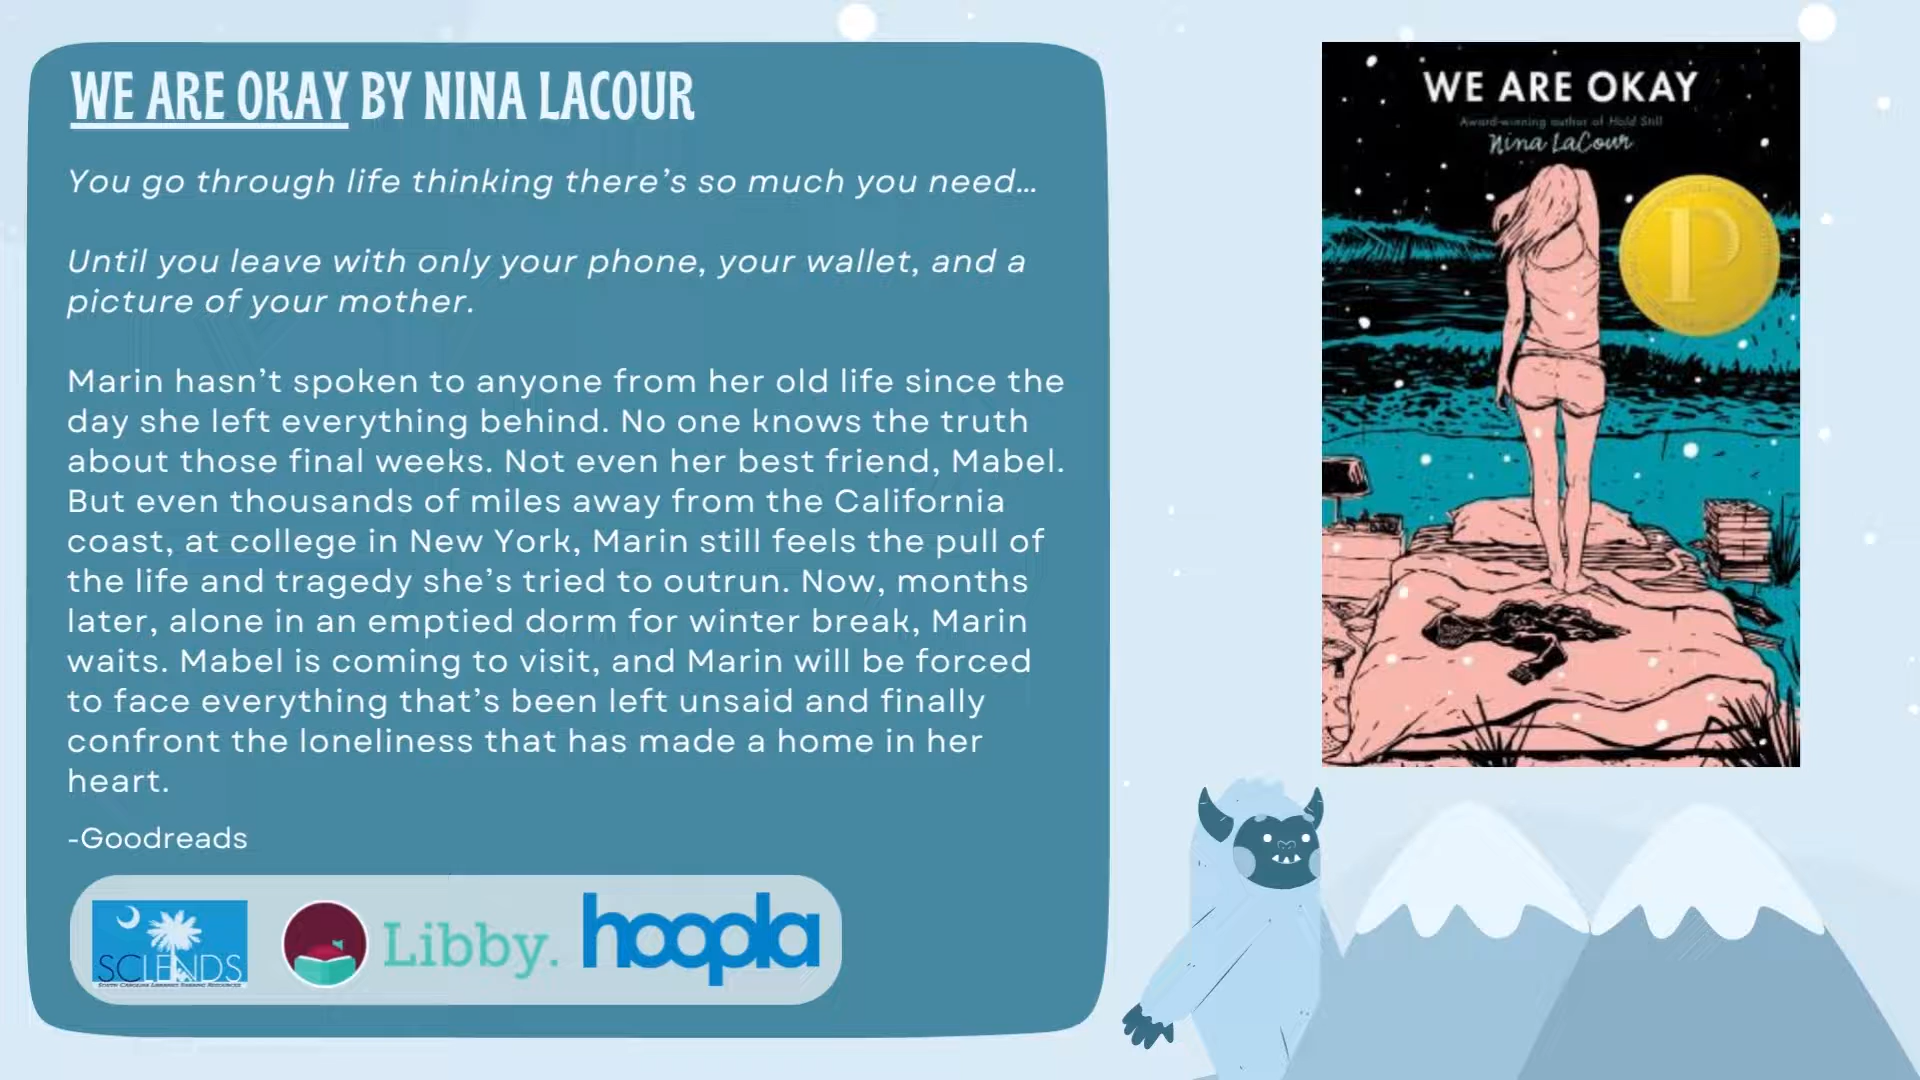 WE ARE OKAY BY NINA LACOUR
You go through life thinking there's so much you need...
Until you leave with only your phone, your wallet, and a
picture of your mother.
Marin hasn't spoken to anyone from her old life since the
day she left everything behind. No one knows the truth
about those final weeks. Not even her best friend, Mabel.
But even thousands of miles away from the California
coast, at college in New York, Marin still feels the pull of
the life and tragedy she's tried to outrun. Now, months
later, alone in an emptied dorm for winter break, Marin
waits. Mabel is coming to visit, and Marin will be forced
to face everything that's been left unsaid and finally
confront the loneliness that has made a home in her
heart.
-Goodreads
SCLENDS
SOUTH CAROLINA LIBRARIES SHARING RESOURCES
Libby.
hoopla
WE ARE OKAY
Award-winning author of Hold Still
Nina LaCour
P